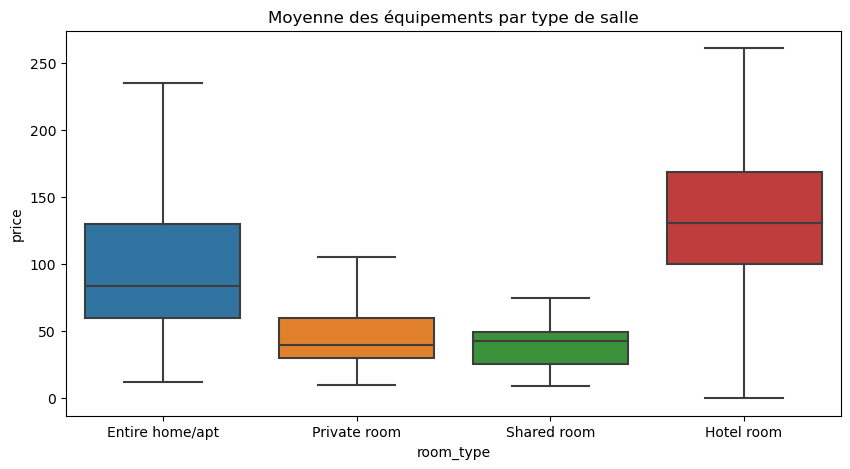 Moyenne des équipements par type de salle
250
200
150
100
50
0
price
Entire home/apt
Private room
Shared room
Hotel room
room_type